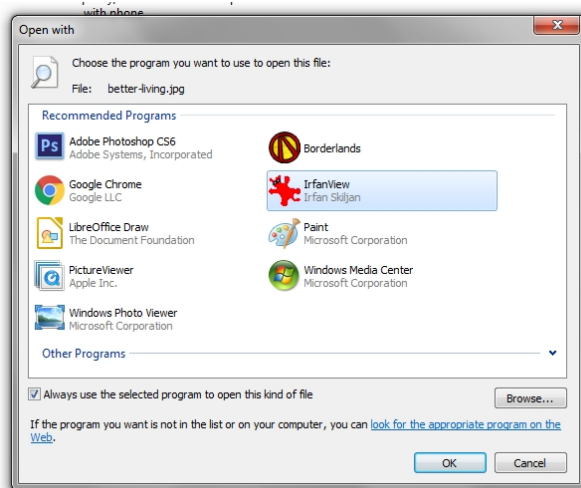 with phone
Open with
Choose the program you want to use to open this file:
File: better-living.jpg
Recommended Programs
Ps
Adobe Photoshop CS6
Adobe Systems, Incorporated
Borderlands
Google Chrome
Google LLC
IrfanView
Irfan Skiljan
LibreOffice Draw
The Document Foundation
Paint
Microsoft Corporation
PictureViewer
Apple Inc.
Windows Media Center
Microsoft Corporation
Windows Photo Viewer
Microsoft Corporation
Other Programs
Always use the selected program to open this kind of file
Browse...
If the program you want is not in the list or on your computer, you can look for the appropriate program on the
Web.
OK Cancel